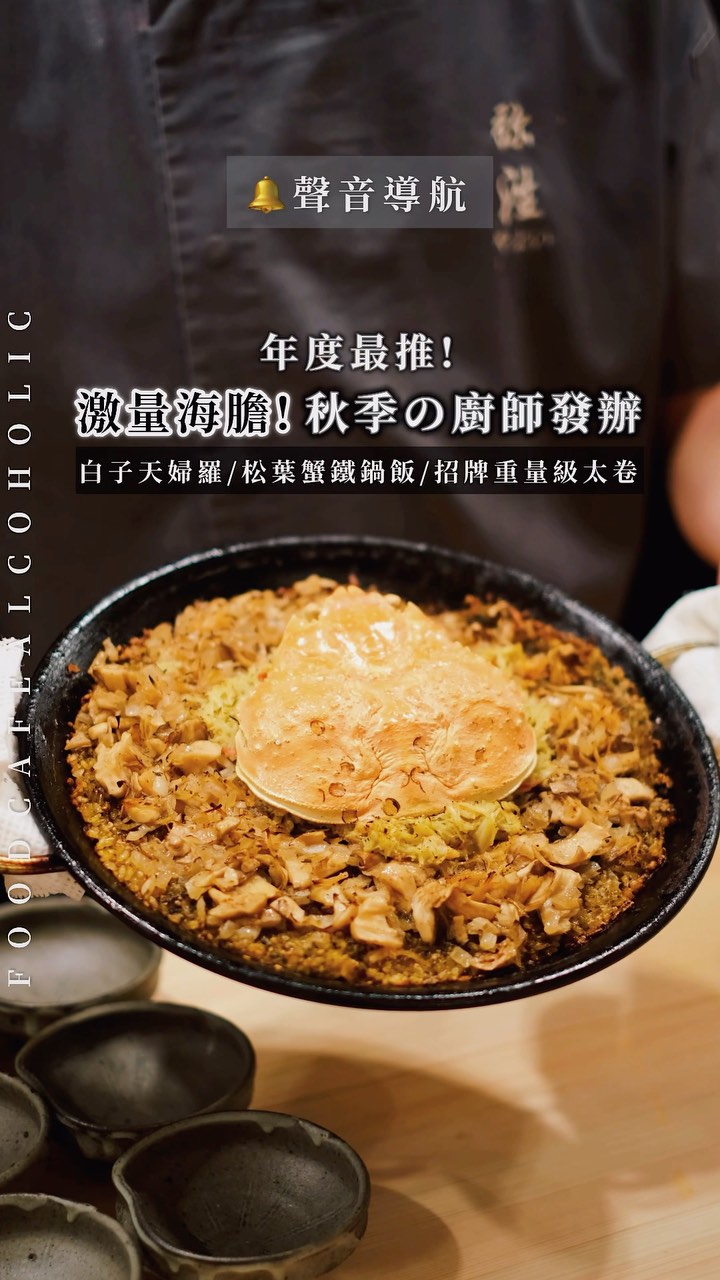 🔔聲音導航
年度最推!
激量海膽! 秋季の廚師發辦
白子天婦羅/松葉蟹鐵鍋飯/招牌重量級太卷
FOODCAFEALCOHOLIC